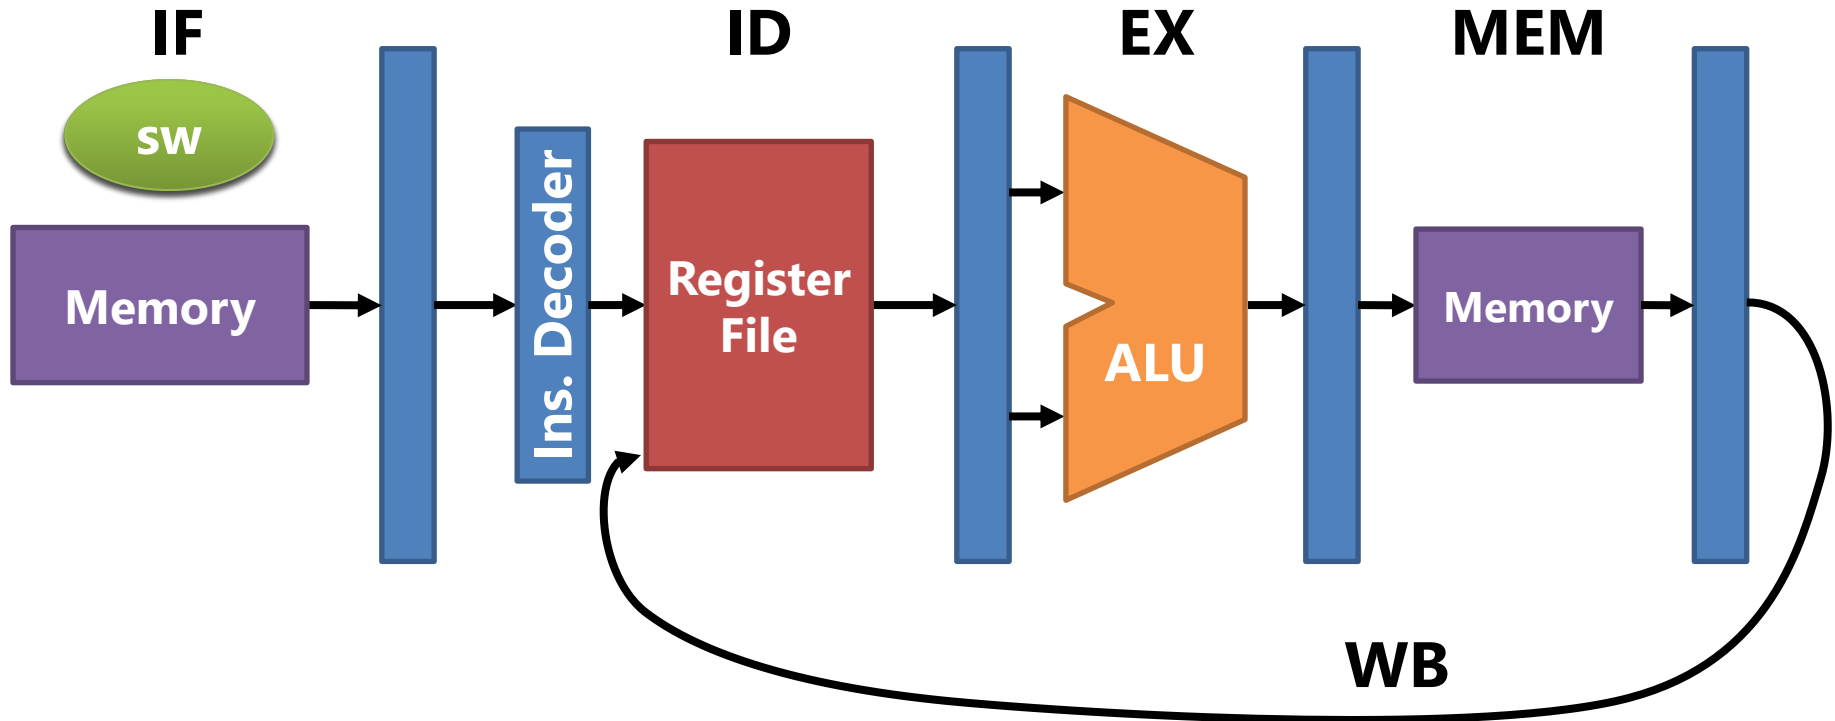 IF
ID
EX
MEM
sw
Memory
Ins. Decoder
Register
File
ALU
Memory
WB